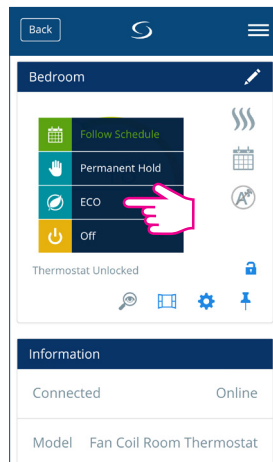 Back
Bedroom
Follow Schedule
Permanent Hold
ECO
Off
A+
Thermostat Unlocked
Information
Connected Online
Model Fan Coil Room Thermostat